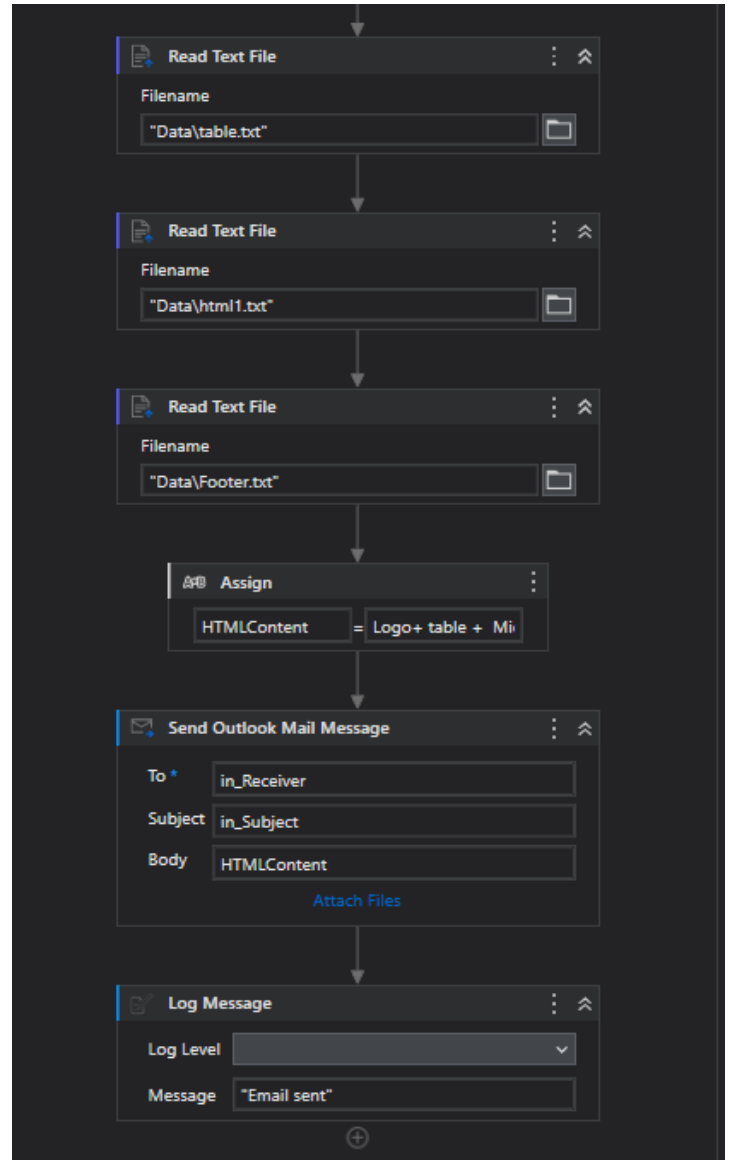 Read Text File
Filename
"Data\table.txt"
Read Text File
Filename
"Data\html1.txt"
Read Text File
Filename
"Data\Footer.txt"
Assign
HTMLContent = Logo+ table +
Send Outlook Mail Message
To * in_Receiver
Subject in_Subject
Body HTMLContent
Attach Files
Log Message
Log Level
Message "Email sent"